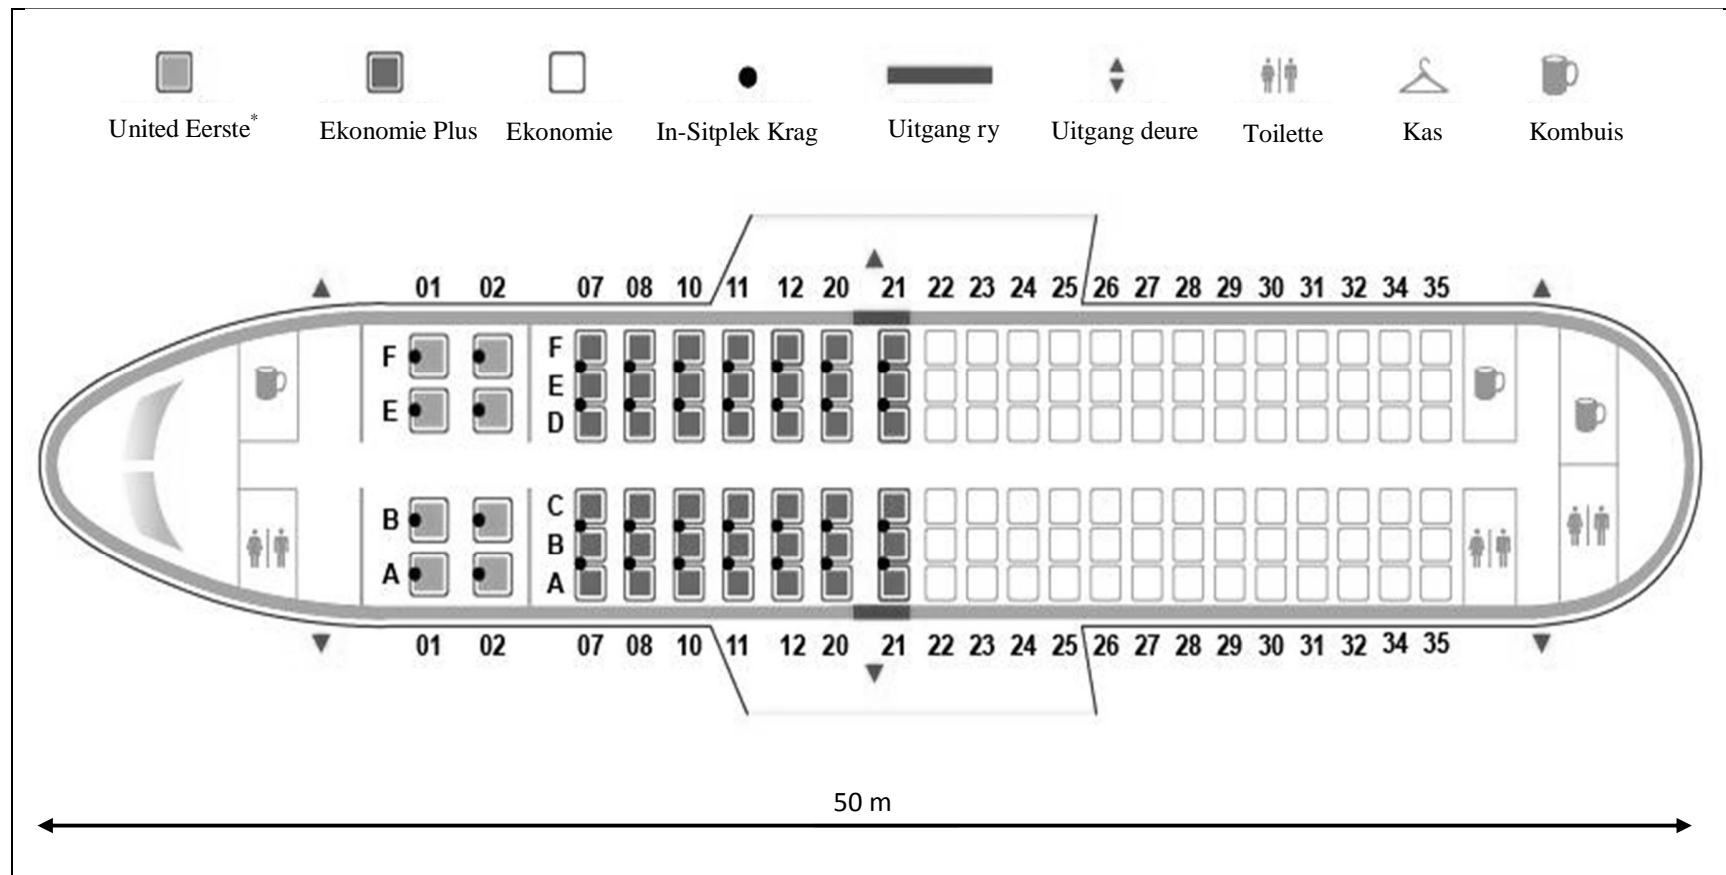 United Eerste* Ekonomie Plus Ekonomie In-Sitplek Krag Uitgang ry Uitgang deure Toilette Kas Kombuis
01 02 07 08 10 11 12 20 21 22 23 24 25 26 27 28 29 30 31 32 34 35
F F
E E
D
C
B B
A A
01 02 07 08 10 11 12 20 21 22 23 24 25 26 27 28 29 30 31 32 34 35
50 m